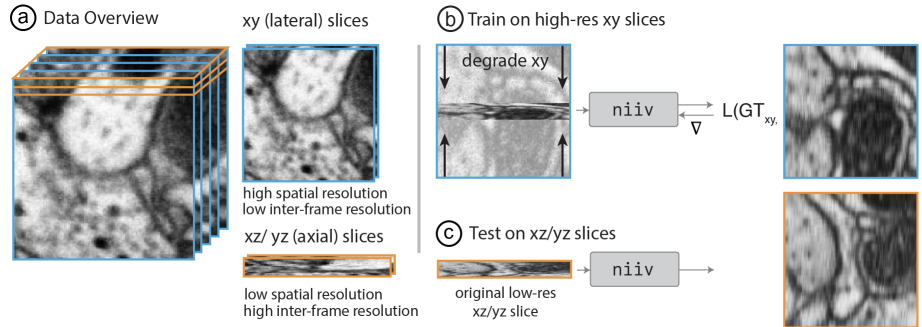 a Data Overview
xy (lateral) slices
high spatial resolution
low inter-frame resolution
xz/ yz (axial) slices
low spatial resolution
high inter-frame resolution
b Train on high-res xy slices
degrade xy
niiv
L(GTxy,
∇
c Test on xz/yz slices
niiv
original low-res
xz/yz slice